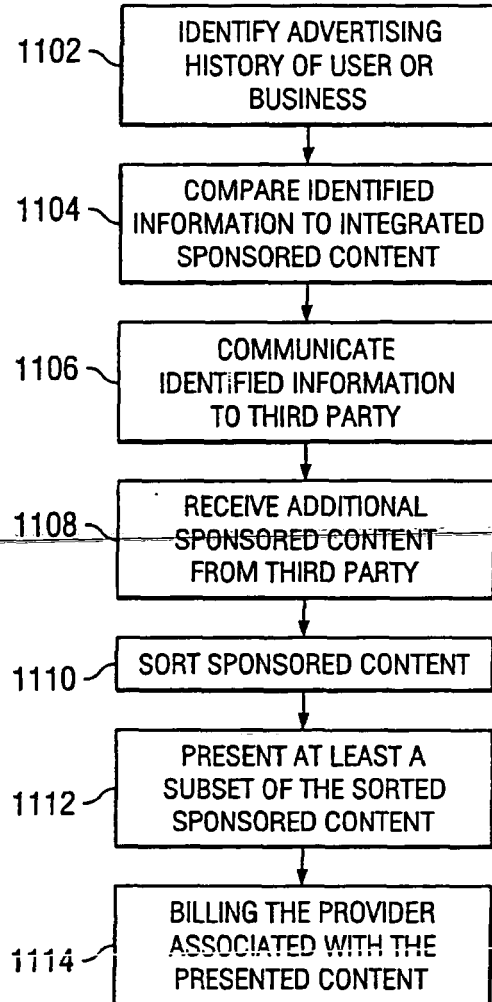 1102
IDENTIFY ADVERTISING
HISTORY OF USER OR
BUSINESS
1104
COMPARE IDENTIFIED
INFORMATION TO INTEGRATED
SPONSORED CONTENT
1106
COMMUNICATE
IDENTIFIED INFORMATION
TO THIRD PARTY
1108
RECEIVE ADDITIONAL
SPONSORED CONTENT
FROM THIRD PARTY
1110
SORT SPONSORED CONTENT
1112
PRESENT AT LEAST A
SUBSET OF THE SORTED
SPONSORED CONTENT
1114
BILLING THE PROVIDER
ASSOCIATED WITH THE
PRESENTED CONTENT